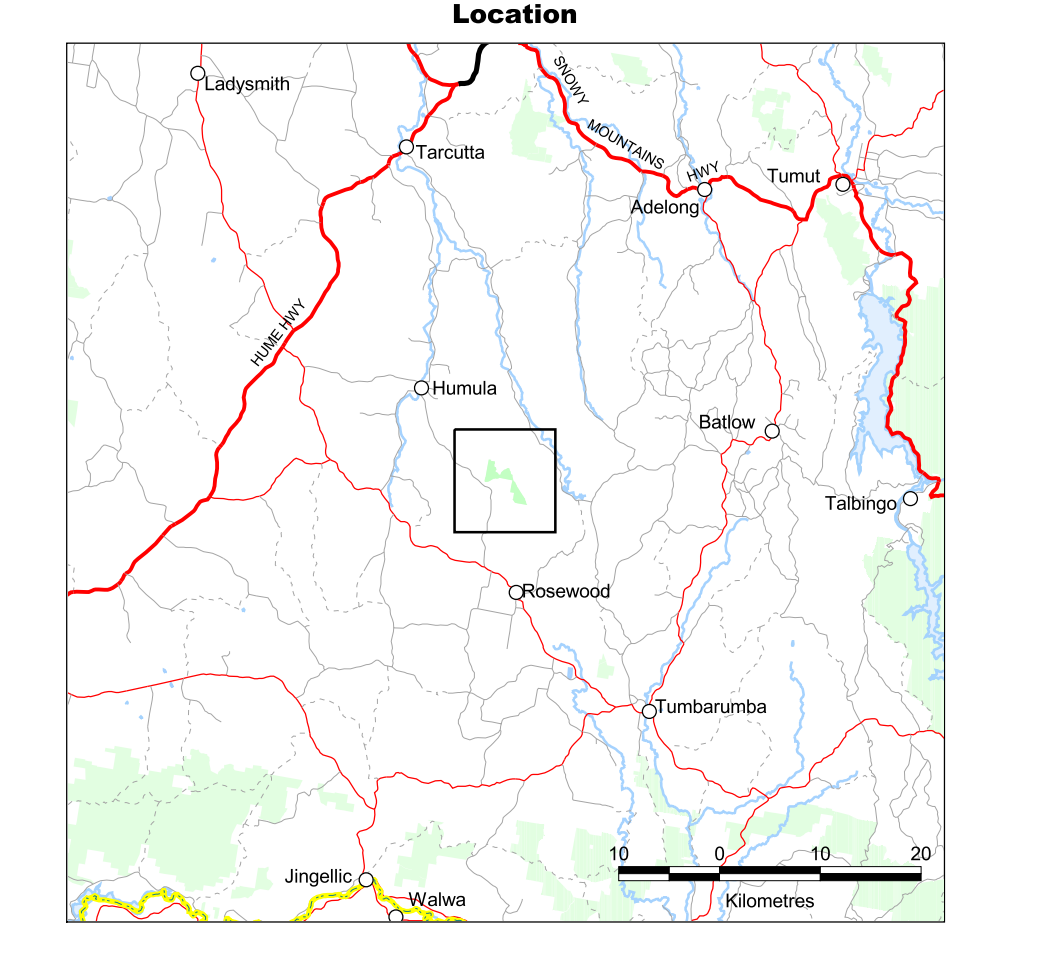 Location
Ladysmith
SNOWY
MOUNTAINS
HWY
Tarcutta
Tumut
Adelong
HUME HWY
Humula
Batlow
Talbingo
Rosewood
Tumbarumba
10 0 10 20
Kilometres
Jingellic
Walwa